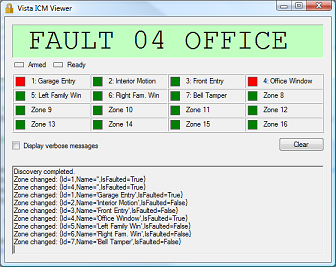 Vista ICM Viewer
FAULT 04 OFFICE
Armed Ready
1: Garage Entry 2: Interior Motion 3: Front Entry 4: Office Window
5: Left Family Win 6: Right Fam. Win 7: Bell Tamper Zone 8
Zone 9 Zone 10 Zone 11 Zone 12
Zone 13 Zone 14 Zone 15 Zone 16
Display verbose messages Clear
Discovery completed.
Zone changed: {Id=1,Name='',IsFaulted=True}
Zone changed: {Id=4,Name='',IsFaulted=True}
Zone changed: {Id=1,Name='Garage Entry',IsFaulted=True}
Zone changed: {Id=2,Name='Interior Motion',IsFaulted=False}
Zone changed: {Id=3,Name='Front Entry',IsFaulted=False}
Zone changed: {Id=4,Name='Office Window',IsFaulted=True}
Zone changed: {Id=5,Name='Left Family Win',IsFaulted=False}
Zone changed: {Id=6,Name='Right Fam. Win',IsFaulted=False}
Zone changed: {Id=7,Name='Bell Tamper',IsFaulted=False}